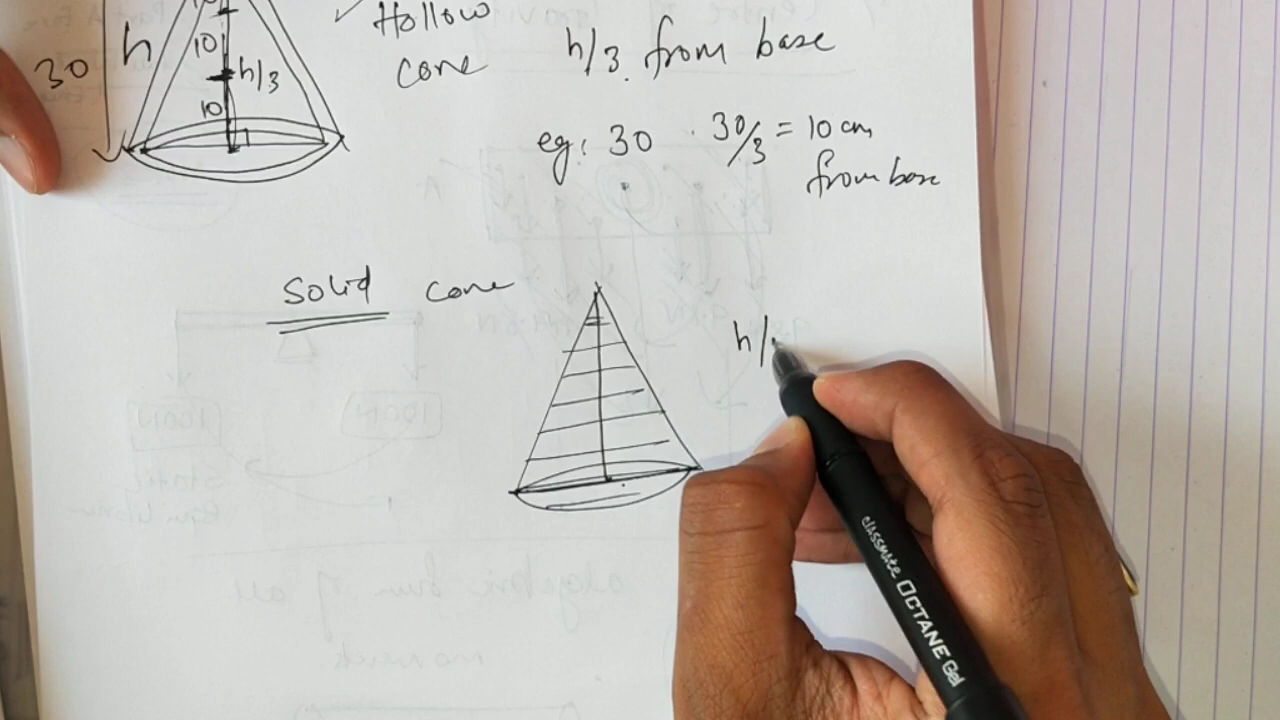 Hollow
cone
h/3 from base
30
h
10
h/3
10
eg: 30 . 30/3 = 10 cm
from base
Solid cone
h/
classmate OCTANE Gel